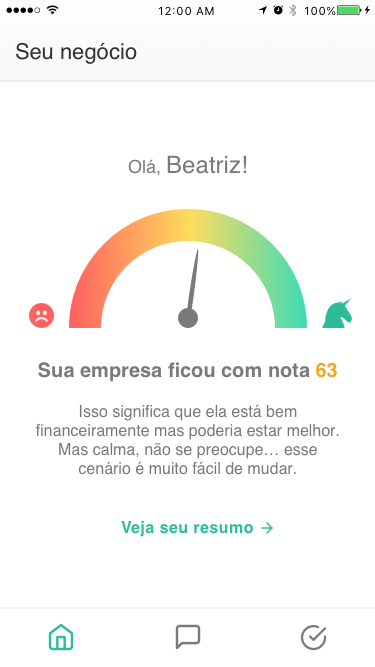 12:00 AM
100%
Seu negócio
Olá, Beatriz!
Sua empresa ficou com nota 63
Isso significa que ela está bem
financeiramente mas poderia estar melhor.
Mas calma, não se preocupe... esse
cenário é muito fácil de mudar.
Veja seu resumo →